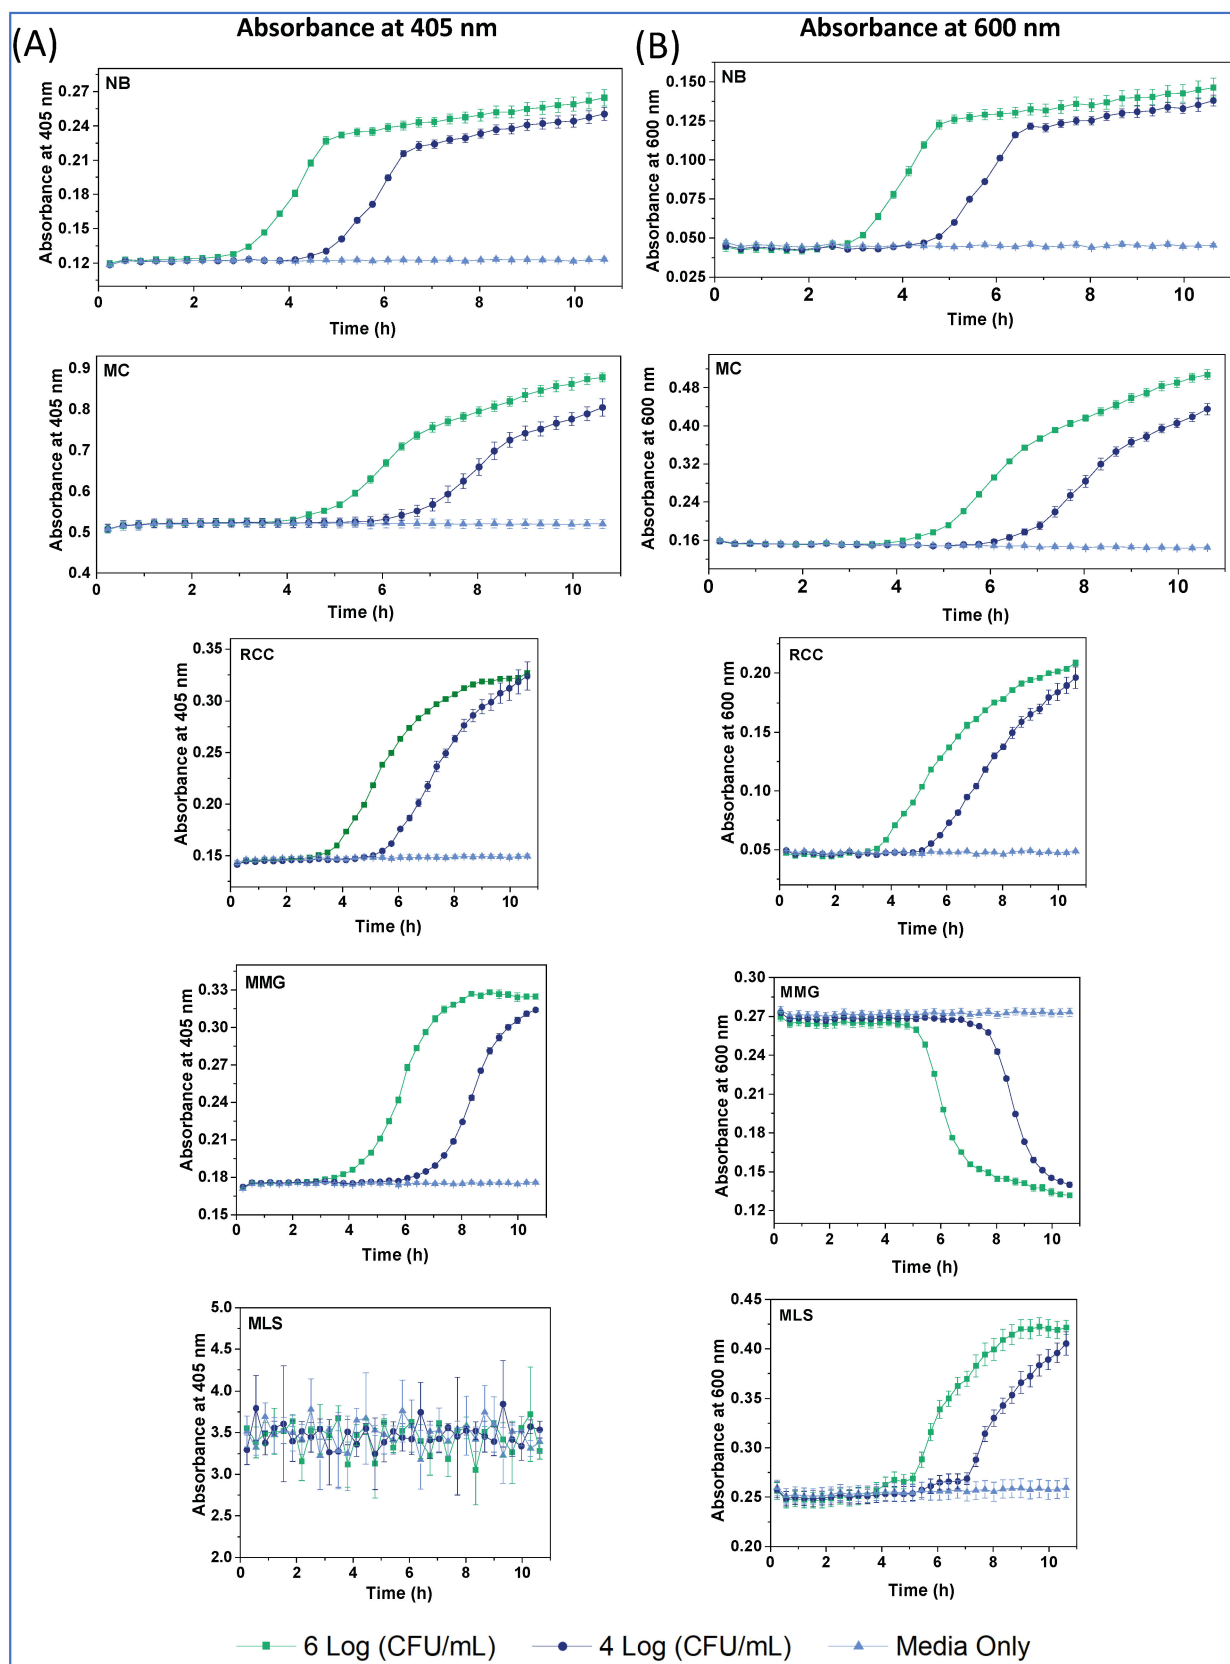 (A)
Absorbance at 405 nm
(B)
Absorbance at 600 nm
NB
Absorbance at 405 nm
0.27
0.24
0.21
0.18
0.15
0.12
0 2 4 6 8 10
Time (h)
NB
Absorbance at 600 nm
0.150
0.125
0.100
0.075
0.050
0.025
0 2 4 6 8 10
Time (h)
MC
Absorbance at 405 nm
0.9
0.8
0.7
0.6
0.5
0.4
0 2 4 6 8 10
Time (h)
MC
Absorbance at 600 nm
0.48
0.40
0.32
0.24
0.16
0 2 4 6 8 10
Time (h)
RCC
Absorbance at 405 nm
0.35
0.30
0.25
0.20
0.15
0 2 4 6 8 10
Time (h)
RCC
Absorbance at 600 nm
0.20
0.15
0.10
0.05
0 2 4 6 8 10
Time (h)
MMG
Absorbance at 405 nm
0.33
0.30
0.27
0.24
0.21
0.18
0.15
0 2 4 6 8 10
Time (h)
MMG
Absorbance at 600 nm
0.30
0.27
0.24
0.21
0.18
0.15
0.12
0 2 4 6 8 10
Time (h)
MLS
Absorbance at 405 nm
5.0
4.5
4.0
3.5
3.0
2.5
2.0
0 2 4 6 8 10
Time (h)
MLS
Absorbance at 600 nm
0.45
0.40
0.35
0.30
0.25
0.20
0 2 4 6 8 10
Time (h)
6 Log (CFU/mL) 4 Log (CFU/mL) Media Only